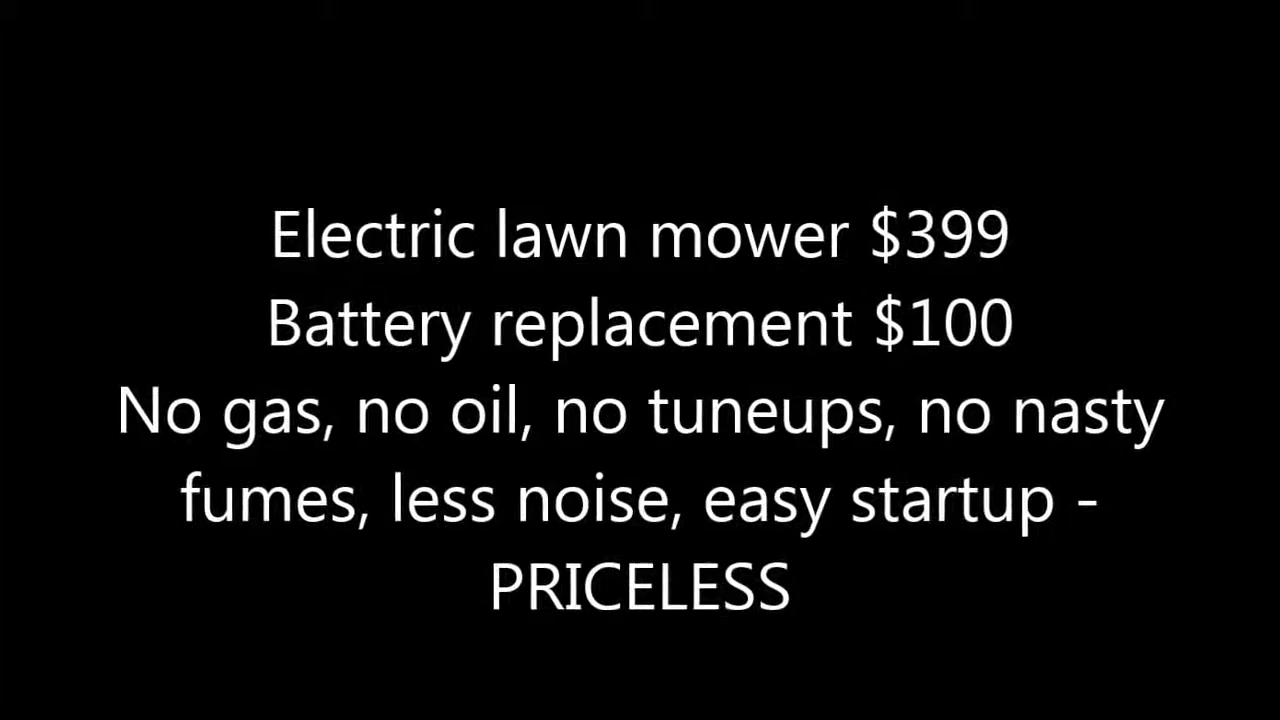 Electric lawn mower $399
Battery replacement $100
No gas, no oil, no tuneups, no nasty
fumes, less noise, easy startup -
PRICELESS